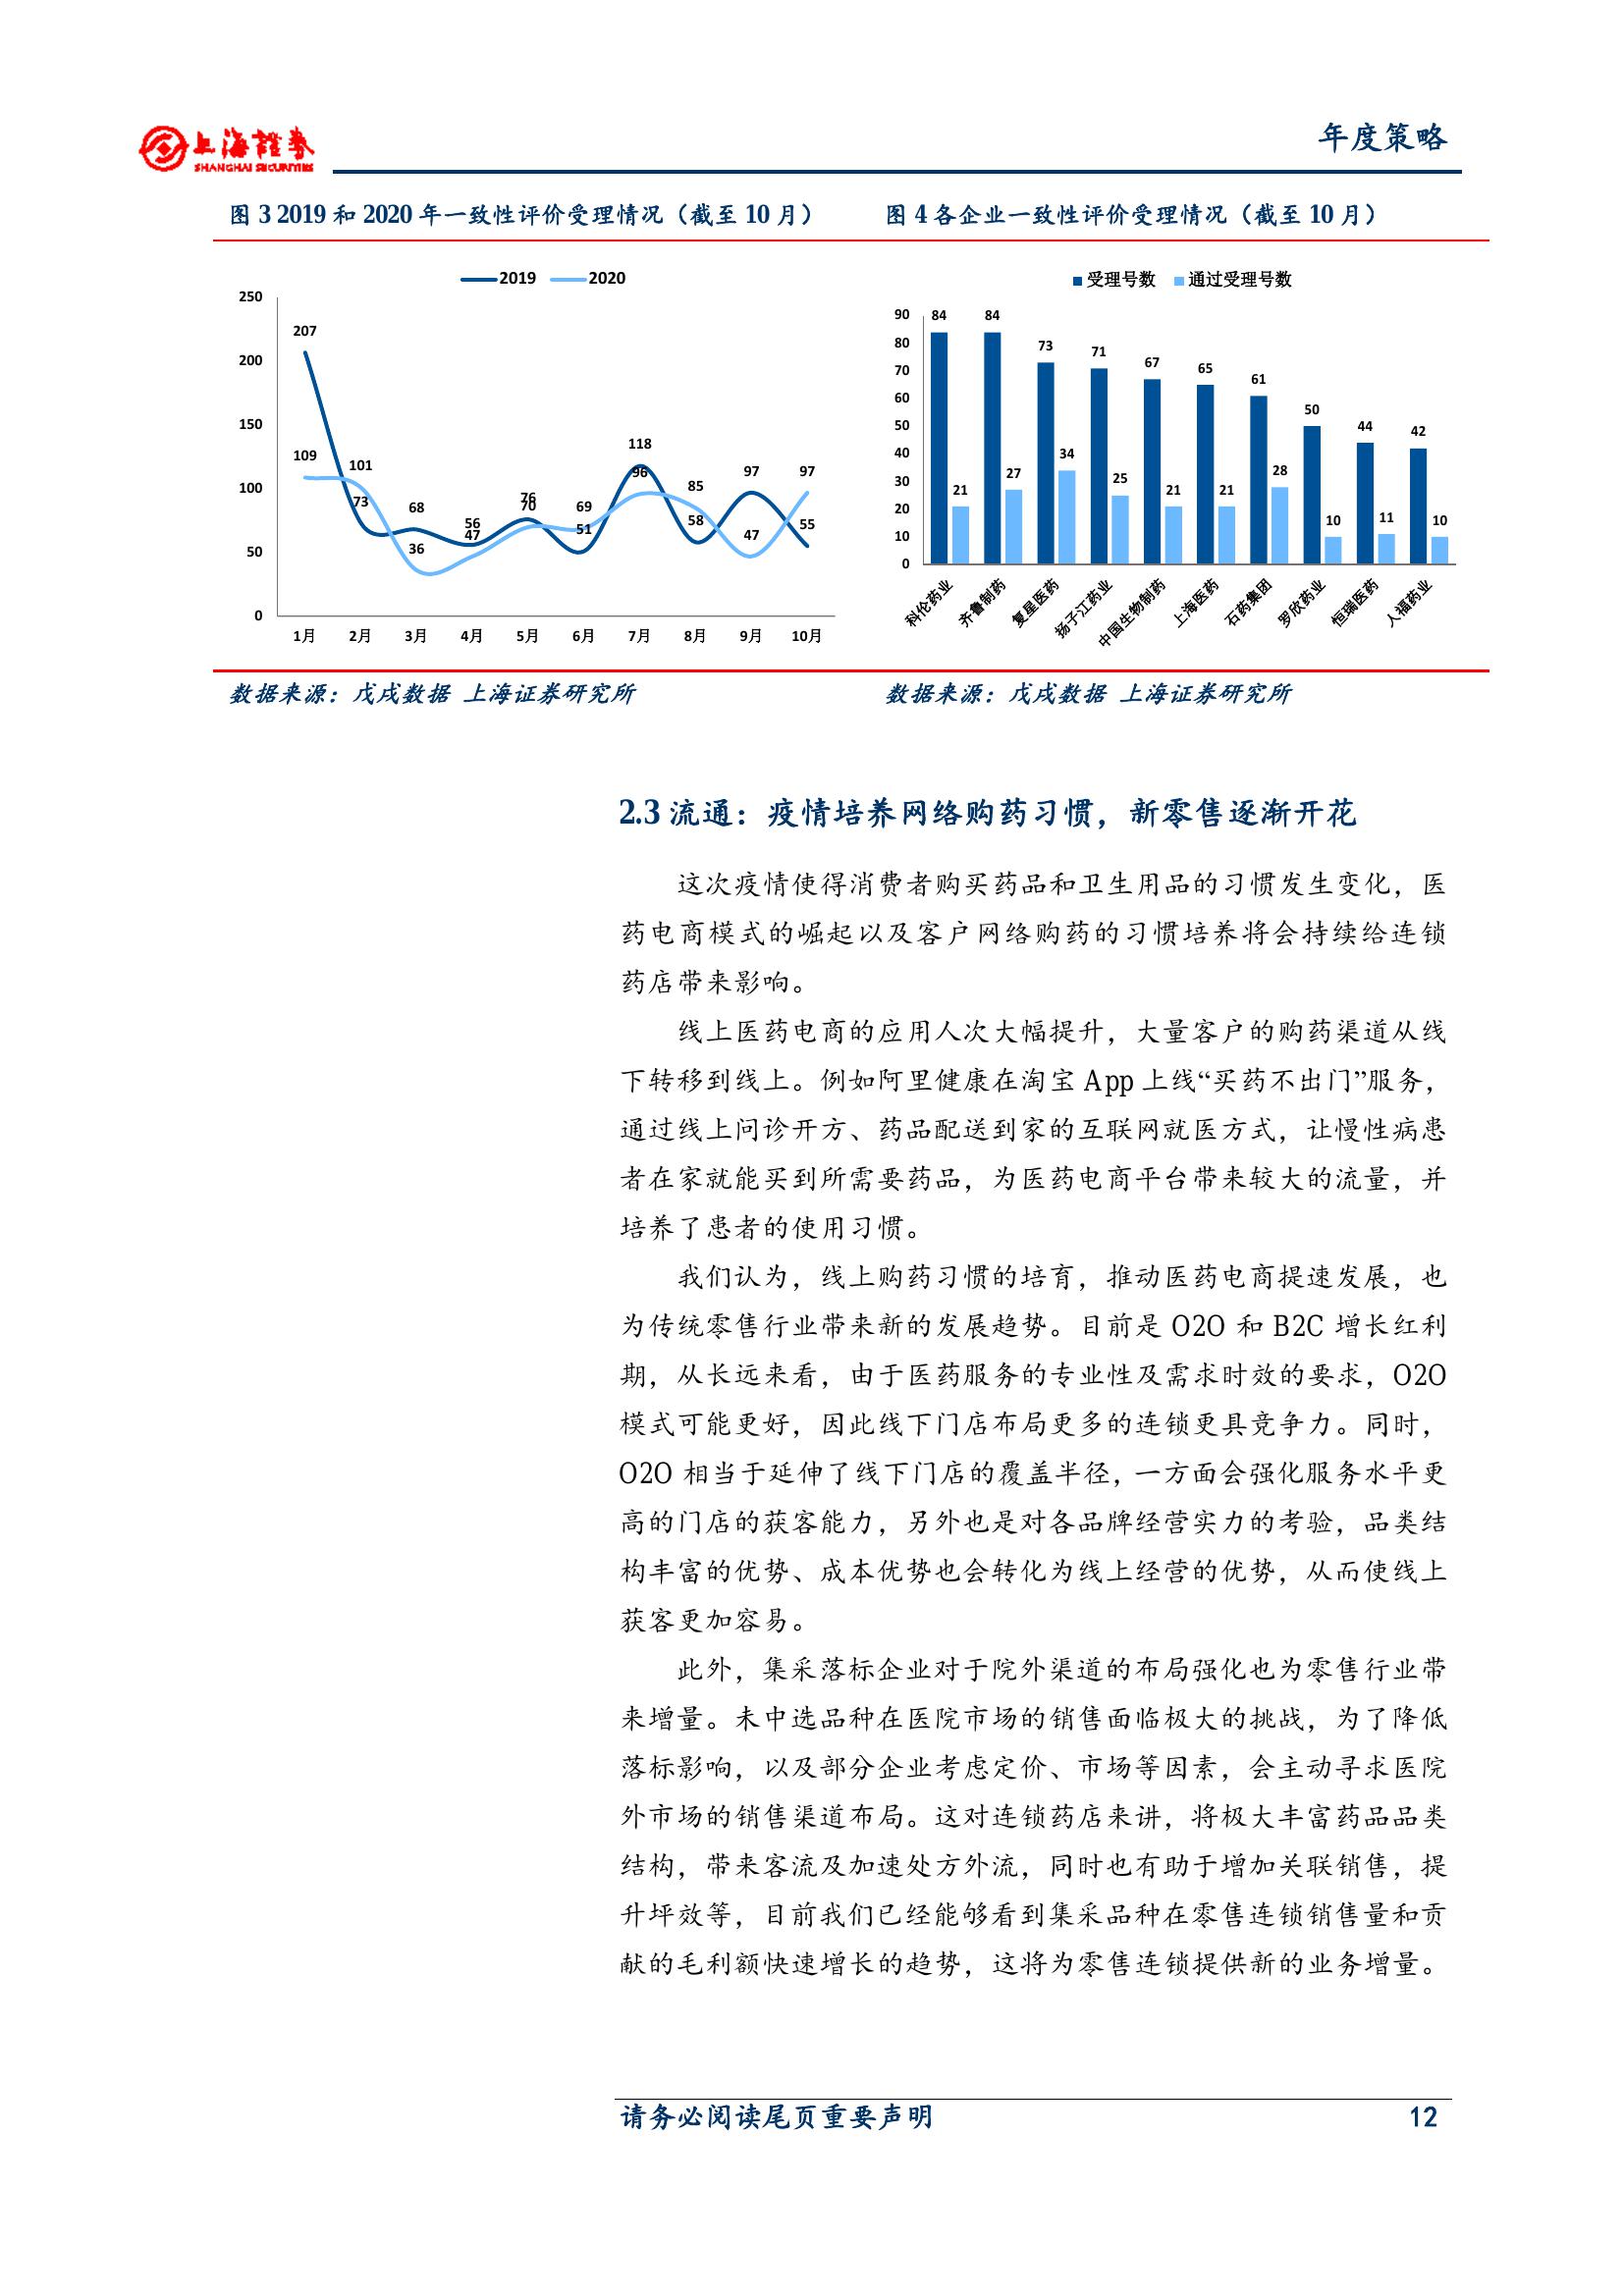 上海證券
SHANGHAI SECURITIES
年度策略
图 3 2019 和 2020 年一致性评价受理情况（截至 10 月）
2019 2020
250
200
150
100
50
0
207
109
101
73
68
36
56
47
76
70
69
51
118
96
85
58
97
47
97
55
1月 2月 3月 4月 5月 6月 7月 8月 9月 10月
数据来源：戊戌数据 上海证券研究所
图 4 各企业一致性评价受理情况（截至 10 月）
受理号数 通过受理号数
90
80
70
60
50
40
30
20
10
0
84 84 73 71 67 65 61 50 44 42
21 27 34 25 21 21 28 10 11 10
科伦药业 齐鲁制药 复星医药 扬子江药业 中国生物制药 上海医药 石药集团 罗欣药业 恒瑞医药 人福药业
数据来源：戊戌数据 上海证券研究所
2.3 流通：疫情培养网络购药习惯，新零售逐渐开花
这次疫情使得消费者购买药品和卫生用品的习惯发生变化，医
药电商模式的崛起以及客户网络购药的习惯培养将会持续给连锁
药店带来影响。
线上医药电商的应用人次大幅提升，大量客户的购药渠道从线
下转移到线上。例如阿里健康在淘宝 App 上线“买药不出门”服务，
通过线上问诊开方、药品配送到家的互联网就医方式，让慢性病患
者在家就能买到所需要药品，为医药电商平台带来较大的流量，并
培养了患者的使用习惯。
我们认为，线上购药习惯的培育，推动医药电商提速发展，也
为传统零售行业带来新的发展趋势。目前是 O2O 和 B2C 增长红利
期，从长远来看，由于医药服务的专业性及需求时效的要求，O2O
模式可能更好，因此线下门店布局更多的连锁更具竞争力。同时，
O2O 相当于延伸了线下门店的覆盖半径，一方面会强化服务水平更
高的门店的获客能力，另外也是对各品牌经营实力的考验，品类结
构丰富的优势、成本优势也会转化为线上经营的优势，从而使线上
获客更加容易。
此外，集采落标企业对于院外渠道的布局强化也为零售行业带
来增量。未中选品种在医院市场的销售面临极大的挑战，为了降低
落标影响，以及部分企业考虑定价、市场等因素，会主动寻求医院
外市场的销售渠道布局。这对连锁药店来讲，将极大丰富药品品类
结构，带来客流及加速处方外流，同时也有助于增加关联销售，提
升坪效等，目前我们已经能够看到集采品种在零售连锁销售量和贡
献的毛利额快速增长的趋势，这将为零售连锁提供新的业务增量。
请务必阅读尾页重要声明
12